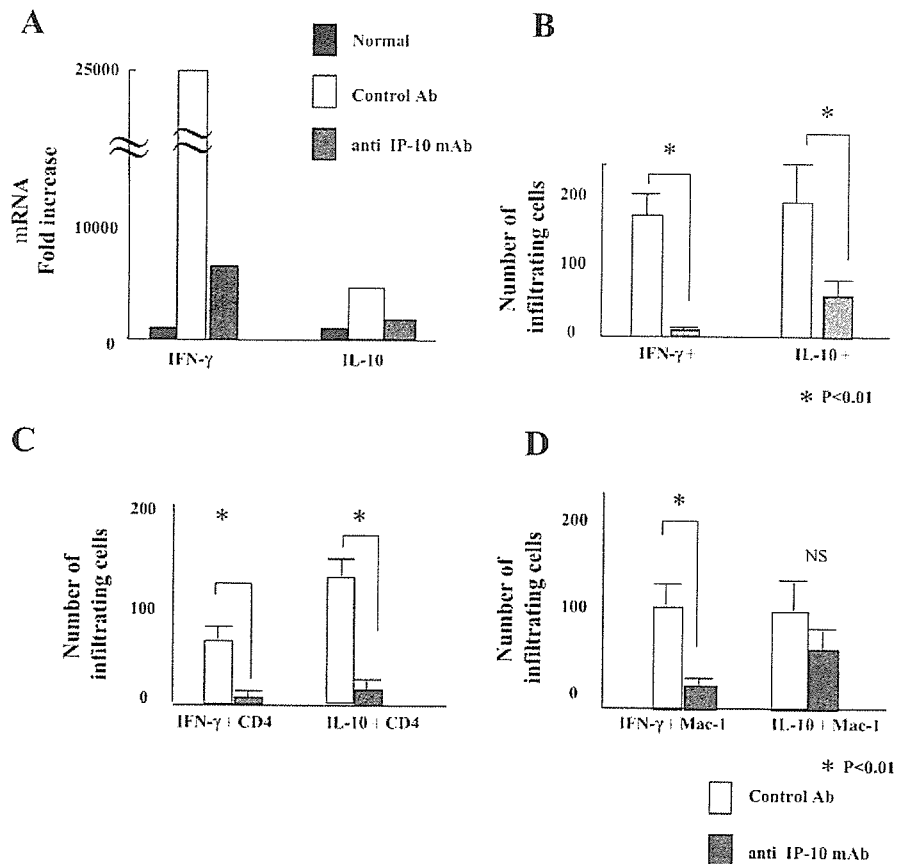 A
Normal
Control Ab
anti IP-10 mAb
25000
10000
0
mRNA
Fold increase
IFN-γ
IL-10
B
*
*
200
100
0
Number of
infiltrating cells
IFN-γ +
IL-10 +
* P<0.01
C
200
100
0
*
*
Number of
infiltrating cells
IFN-γ + CD4
IL-10 + CD4
D
200
100
0
*
NS
Number of
infiltrating cells
IFN-γ + Mac-1
IL-10 + Mac-1
* P<0.01
Control Ab
anti IP-10 mAb